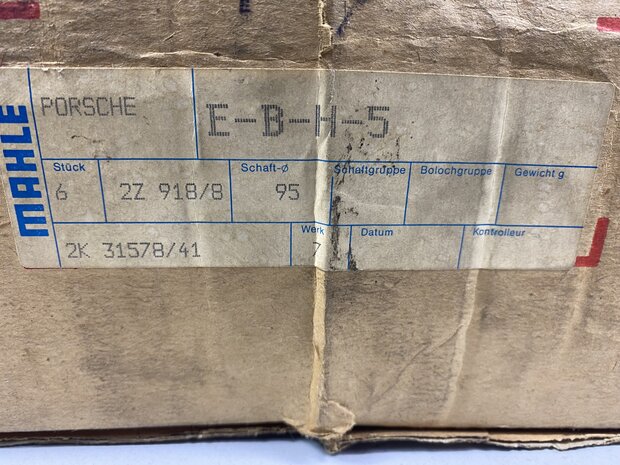 MAHLE
PORSCHE
E-B-H-5
Stück Schaft-ø Schaftgruppe Bolochgruppe Gewicht g
6 2Z 918/8 95
Werk Datum Kontrolleur
2K 31578/41 7